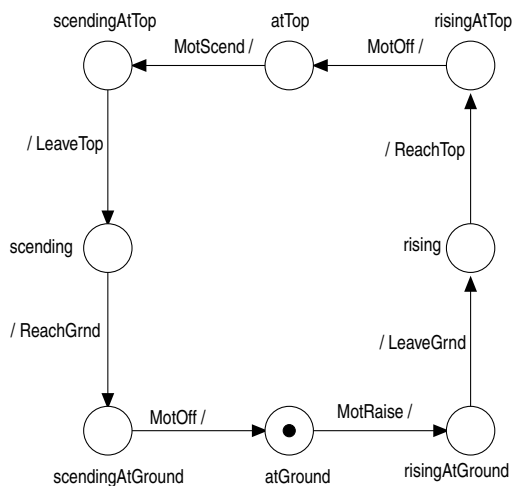 scendingAtTop
atTop
risingAtTop
MotScend /
MotOff /
/ LeaveTop
/ ReachTop
scending
rising
/ ReachGrnd
/ LeaveGrnd
MotOff /
MotRaise /
scendingAtGround
atGround
risingAtGround